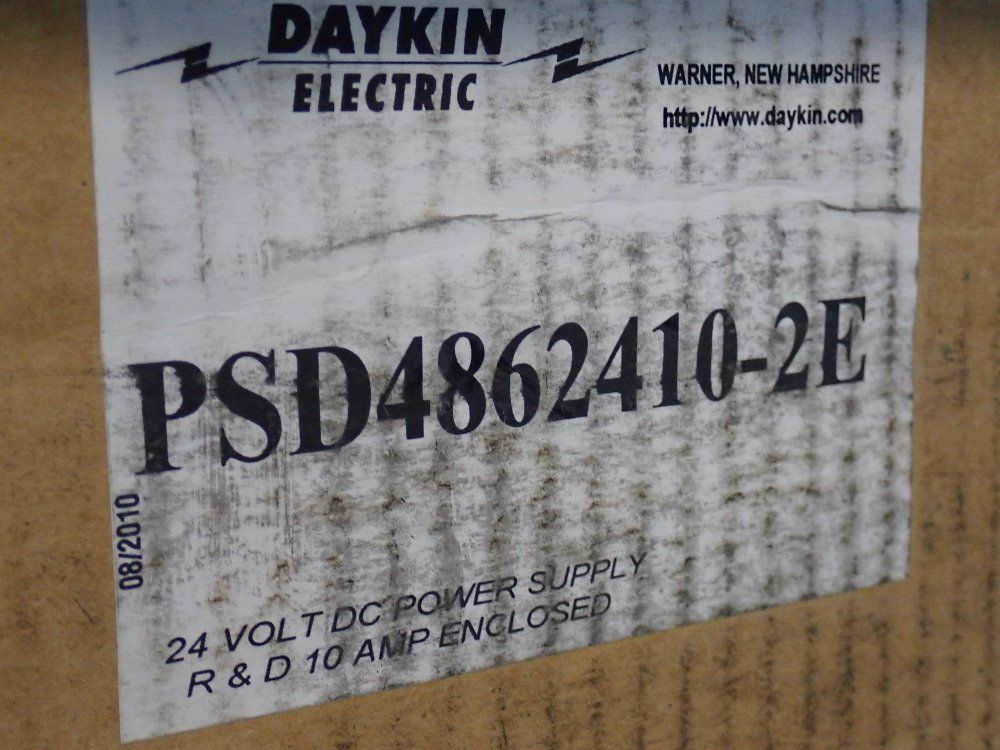 DAYKIN
ELECTRIC
WARNER, NEW HAMPSHIRE
http://www.daykin.com
PSD4862410-2E
08/2010
24 VOLT DC POWER SUPPLY
R & D 10 AMP ENCLOSED